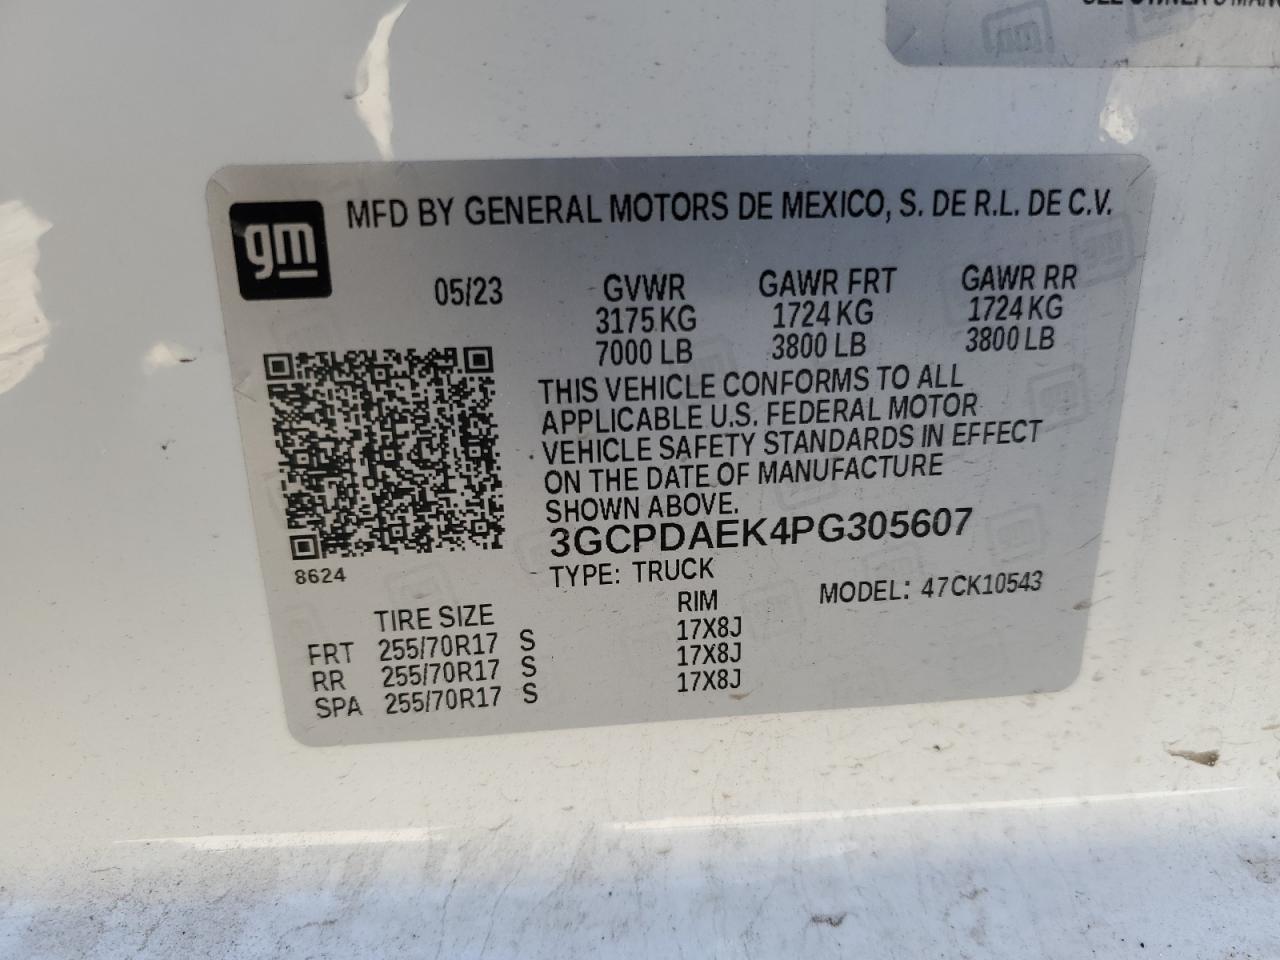 gm
MFD BY GENERAL MOTORS DE MEXICO, S. DE R.L. DE C.V.
05/23 GVWR GAWR FRT GAWR RR
3175 KG 1724 KG 1724 KG
7000 LB 3800 LB 3800 LB
THIS VEHICLE CONFORMS TO ALL
APPLICABLE U.S. FEDERAL MOTOR
VEHICLE SAFETY STANDARDS IN EFFECT
ON THE DATE OF MANUFACTURE
SHOWN ABOVE.
3GCPDAEK4PG305607
8624
TYPE: TRUCK
MODEL: 47CK10543
TIRE SIZE RIM
FRT 255/70R17 S 17X8J
RR 255/70R17 S 17X8J
SPA 255/70R17 S 17X8J